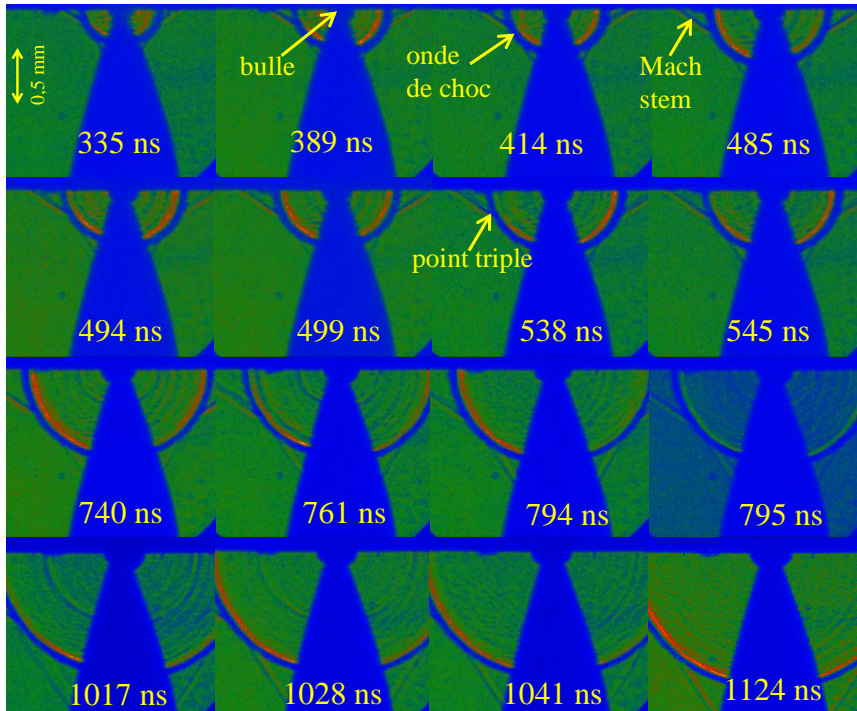 0,5 mm
bulle
onde
de choc
Mach
stem
335 ns
389 ns
414 ns
485 ns
point triple
494 ns
499 ns
538 ns
545 ns
740 ns
761 ns
794 ns
795 ns
1017 ns
1028 ns
1041 ns
1124 ns